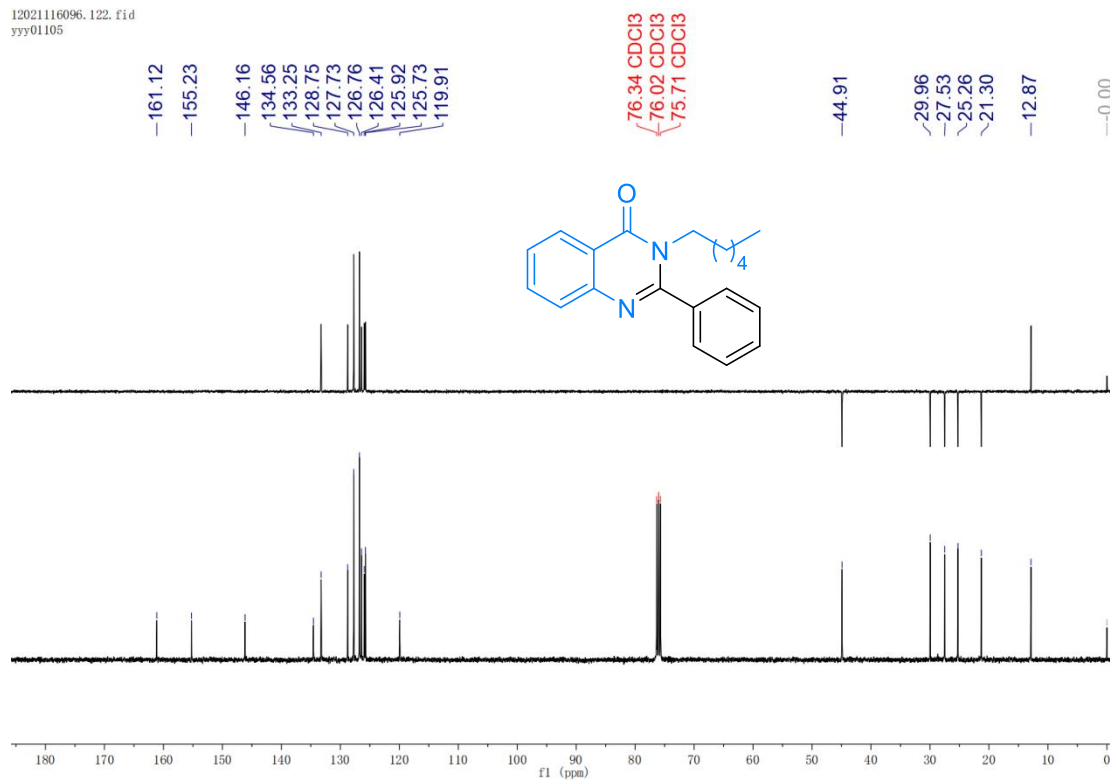 12021116096.122.fid
yyy01105
161.12
155.23
146.16
134.56
133.25
128.75
127.73
126.76
126.41
125.92
125.73
119.91
76.34 CDCl3
76.02 CDCl3
75.71 CDCl3
44.91
29.96
27.53
25.26
21.30
12.87
-0.00
O
N
N
4
180 170 160 150 140 130 120 110 100 90 80 70 60 50 40 30 20 10 0
f1 (ppm)